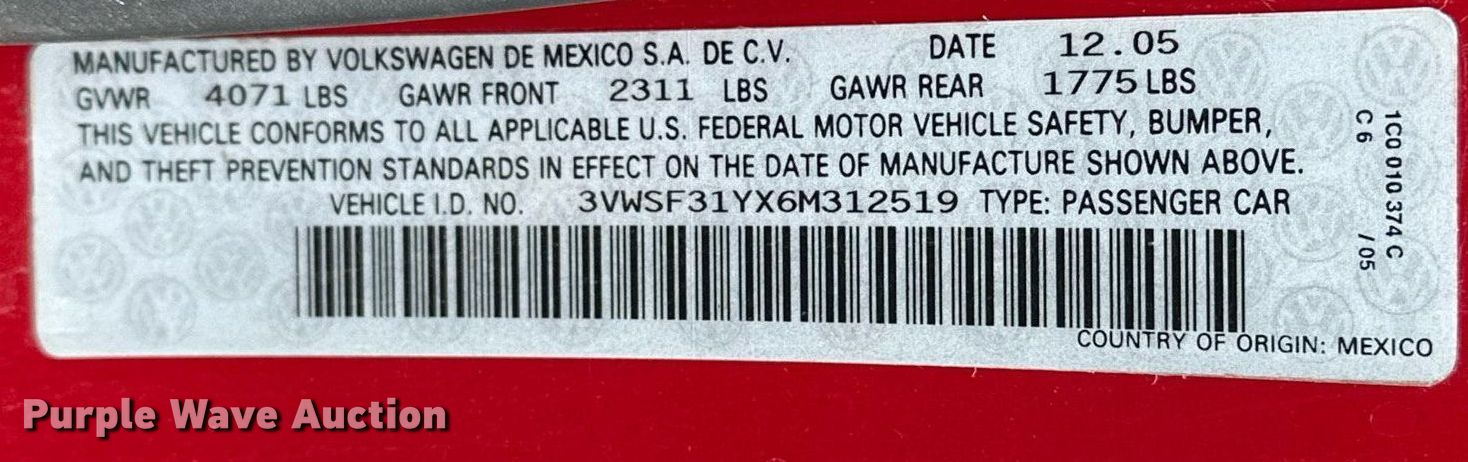 MANUFACTURED BY VOLKSWAGEN DE MEXICO S.A. DE C.V. DATE 12.05
GVWR 4071 LBS GAWR FRONT 2311 LBS GAWR REAR 1775 LBS
THIS VEHICLE CONFORMS TO ALL APPLICABLE U.S. FEDERAL MOTOR VEHICLE SAFETY, BUMPER,
AND THEFT PREVENTION STANDARDS IN EFFECT ON THE DATE OF MANUFACTURE SHOWN ABOVE.
VEHICLE I.D. NO. 3VWSF31YX6M312519 TYPE: PASSENGER CAR
COUNTRY OF ORIGIN: MEXICO
1C0 010 374 C
C 6 / 05
Purple Wave Auction